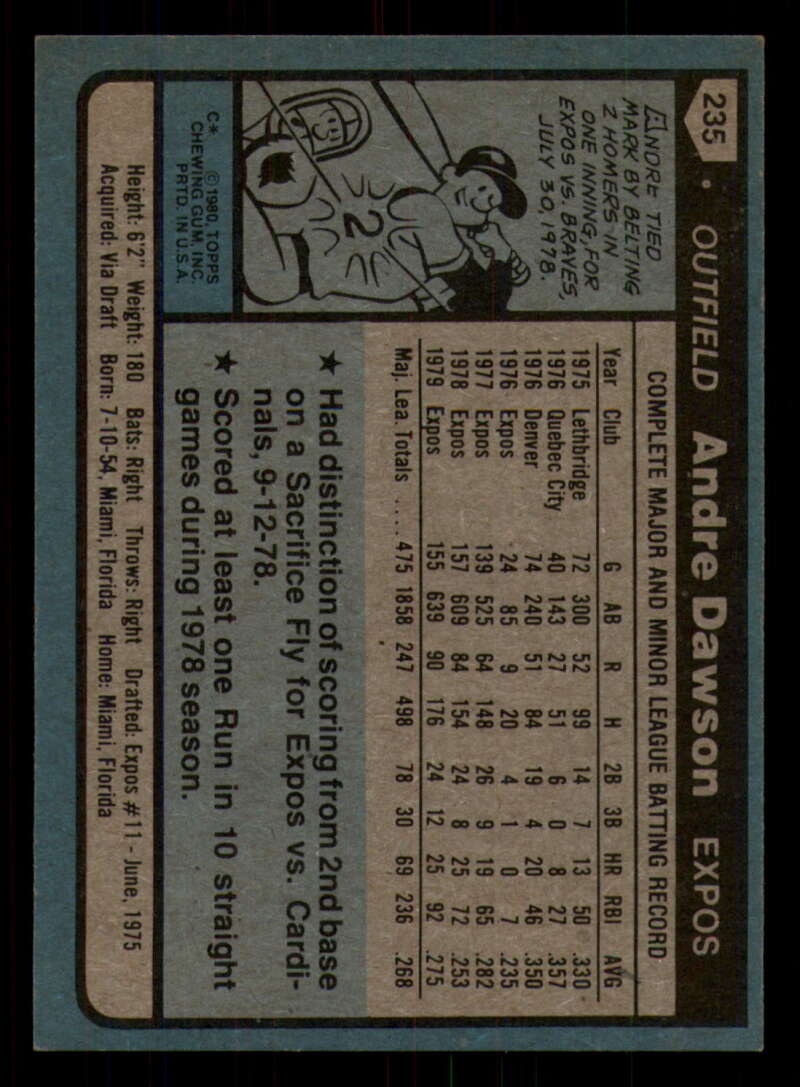 235 • OUTFIELD Andre Dawson EXPOS
ANDRE TIED
MARK BY BELTING
2 HOMERS IN
ONE INNING, FOR
EXPOS VS. BRAVES,
JULY 30, 1978.
2
C* © 1980, TOPPS
CHEWING GUM, INC.
PRTD. IN U.S.A.
COMPLETE MAJOR AND MINOR LEAGUE BATTING RECORD
Year Club G AB R H 2B 3B HR RBI AVG
1975 Lethbridge 72 300 52 99 14 7 13 50 .330
1976 Quebec City 40 143 27 51 6 0 8 27 .357
1976 Denver 74 240 51 84 19 4 20 46 .350
1976 Expos 24 85 9 20 4 1 0 7 .235
1977 Expos 139 525 64 148 26 9 19 65 .282
1978 Expos 157 609 84 154 24 8 25 72 .253
1979 Expos 155 639 90 176 24 12 25 92 .275
Maj. Lea. Totals .... 475 1858 247 498 78 30 69 236 .268
★ Had distinction of scoring from 2nd base
on a Sacrifice Fly for Expos vs. Cardi-
nals, 9-12-78.
★ Scored at least one Run in 10 straight
games during 1978 season.
Height: 6'2" Weight: 180 Bats: Right Throws: Right Drafted: Expos #11 - June, 1975
Acquired: Via Draft Born: 7-10-54, Miami, Florida Home: Miami, Florida